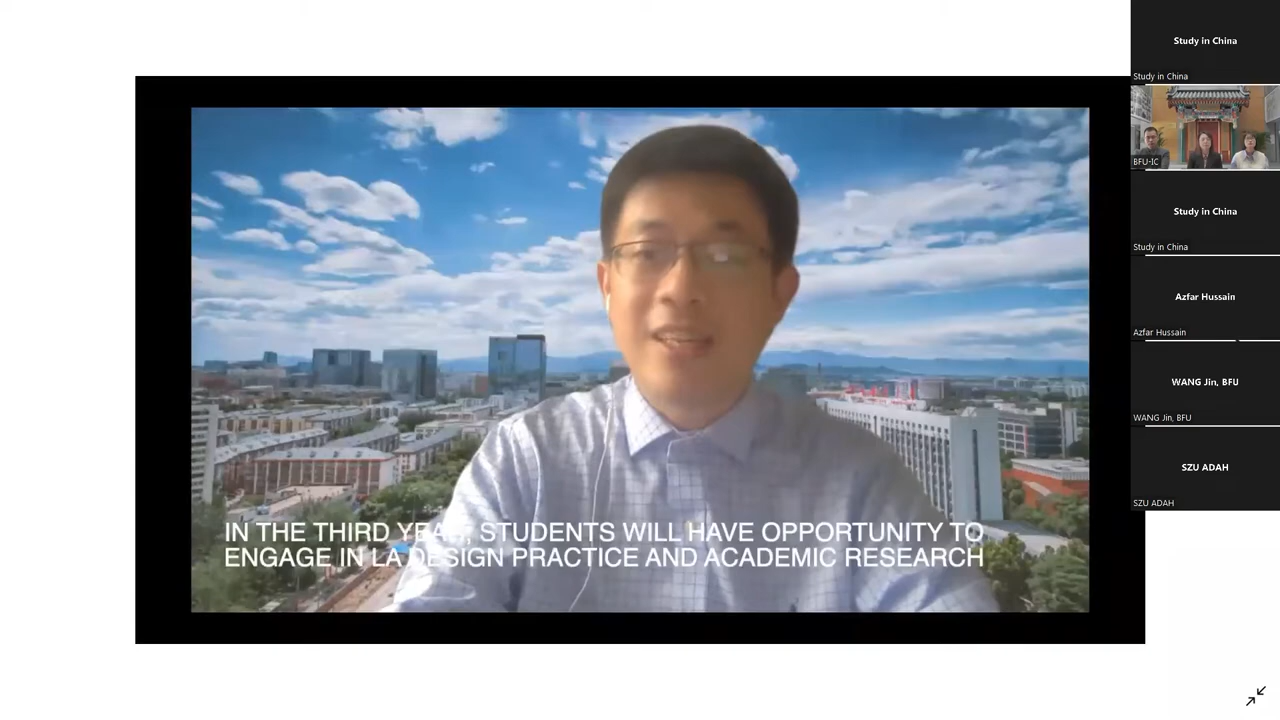 IN THE THIRD YEAR, STUDENTS WILL HAVE OPPORTUNITY TO
ENGAGE IN LA DESIGN PRACTICE AND ACADEMIC RESEARCH
Study in China
Study in China
BFU-IC
Study in China
Study in China
Azfar Hussain
Azfar Hussain
WANG Jin, BFU
WANG Jin, BFU
SZU ADAH
SZU ADAH